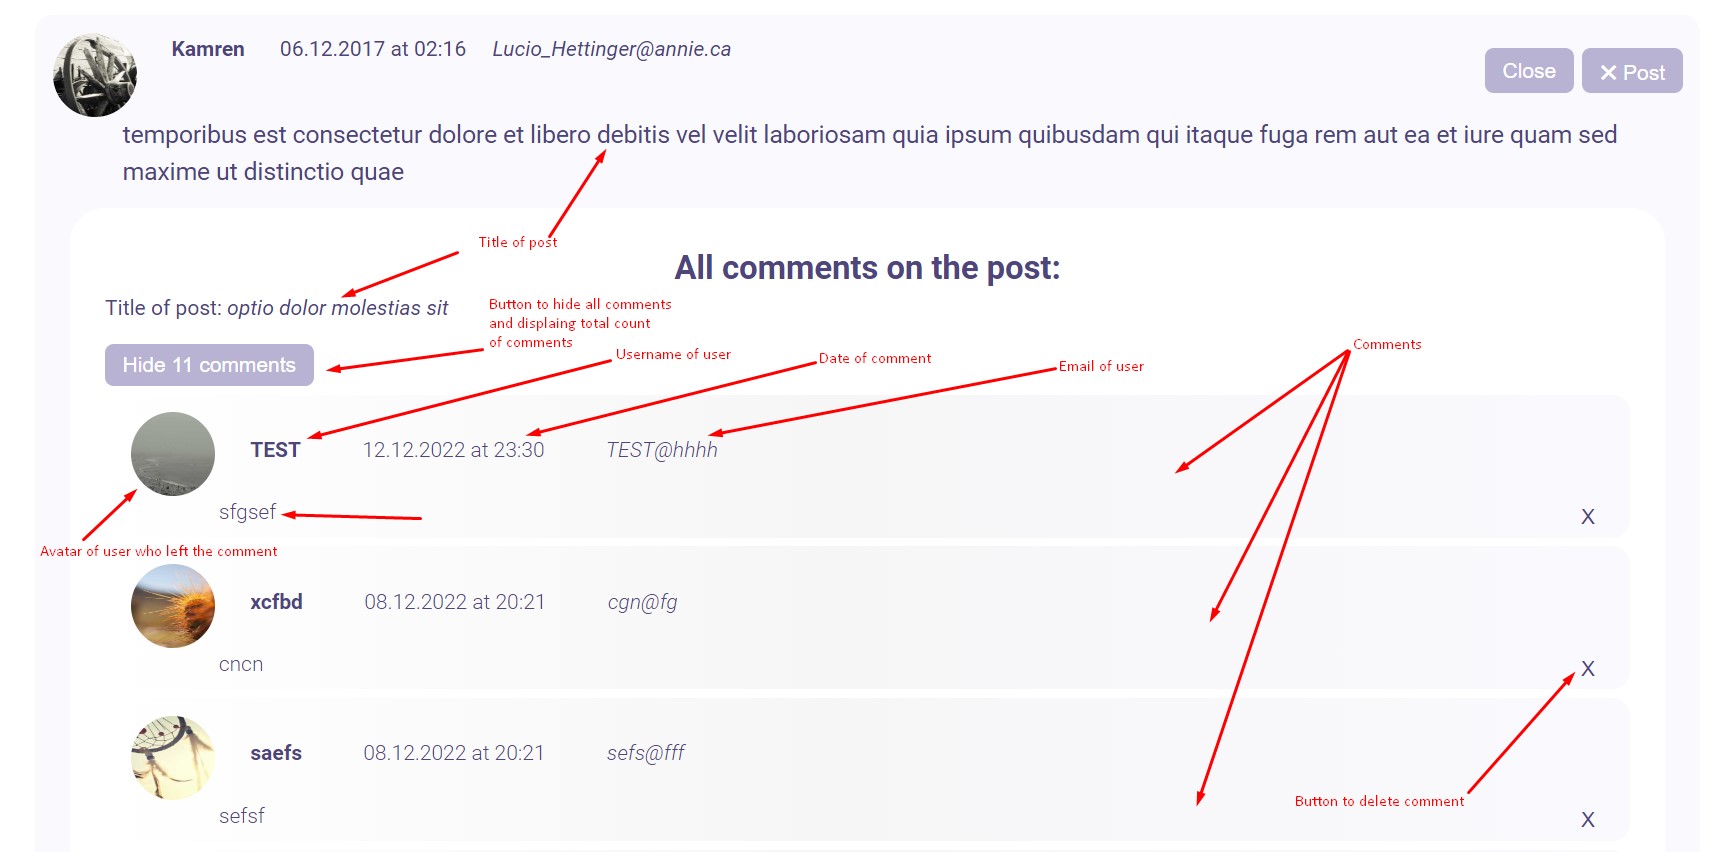 Kamren 06.12.2017 at 02:16 Lucio_Hettinger@annie.ca
Close ✕ Post
temporibus est consectetur dolore et libero debitis vel velit laboriosam quia ipsum quibusdam qui itaque fuga rem aut ea et iure quam sed
maxime ut distinctio quae
Title of post
All comments on the post:
Title of post: optio dolor molestias sit
Button to hide all comments
and displaing total count
of comments
Hide 11 comments
Username of user
Date of comment
Email of user
Comments
TEST 12.12.2022 at 23:30 TEST@hhhh
sfgsef
X
Avatar of user who left the comment
xcfbd 08.12.2022 at 20:21 cgn@fg
cncn
X
saefs 08.12.2022 at 20:21 sefs@fff
Button to delete comment
sefsf
X